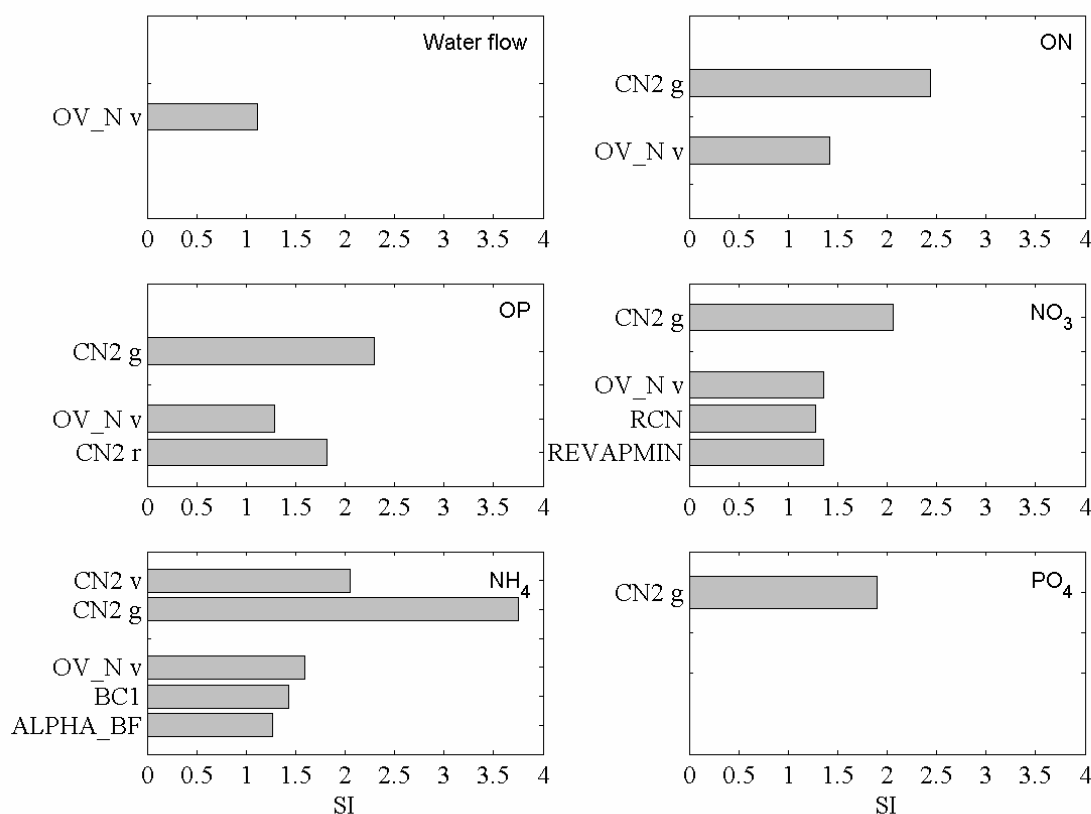 Water flow
OV_N v
0 0.5 1 1.5 2 2.5 3 3.5 4
ON
CN2 g
OV_N v
0 0.5 1 1.5 2 2.5 3 3.5 4
OP
CN2 g
OV_N v
CN2 r
0 0.5 1 1.5 2 2.5 3 3.5 4
NO3
CN2 g
OV_N v
RCN
REVAPMIN
0 0.5 1 1.5 2 2.5 3 3.5 4
NH4
CN2 v
CN2 g
OV_N v
BC1
ALPHA_BF
0 0.5 1 1.5 2 2.5 3 3.5 4
SI
PO4
CN2 g
0 0.5 1 1.5 2 2.5 3 3.5 4
SI